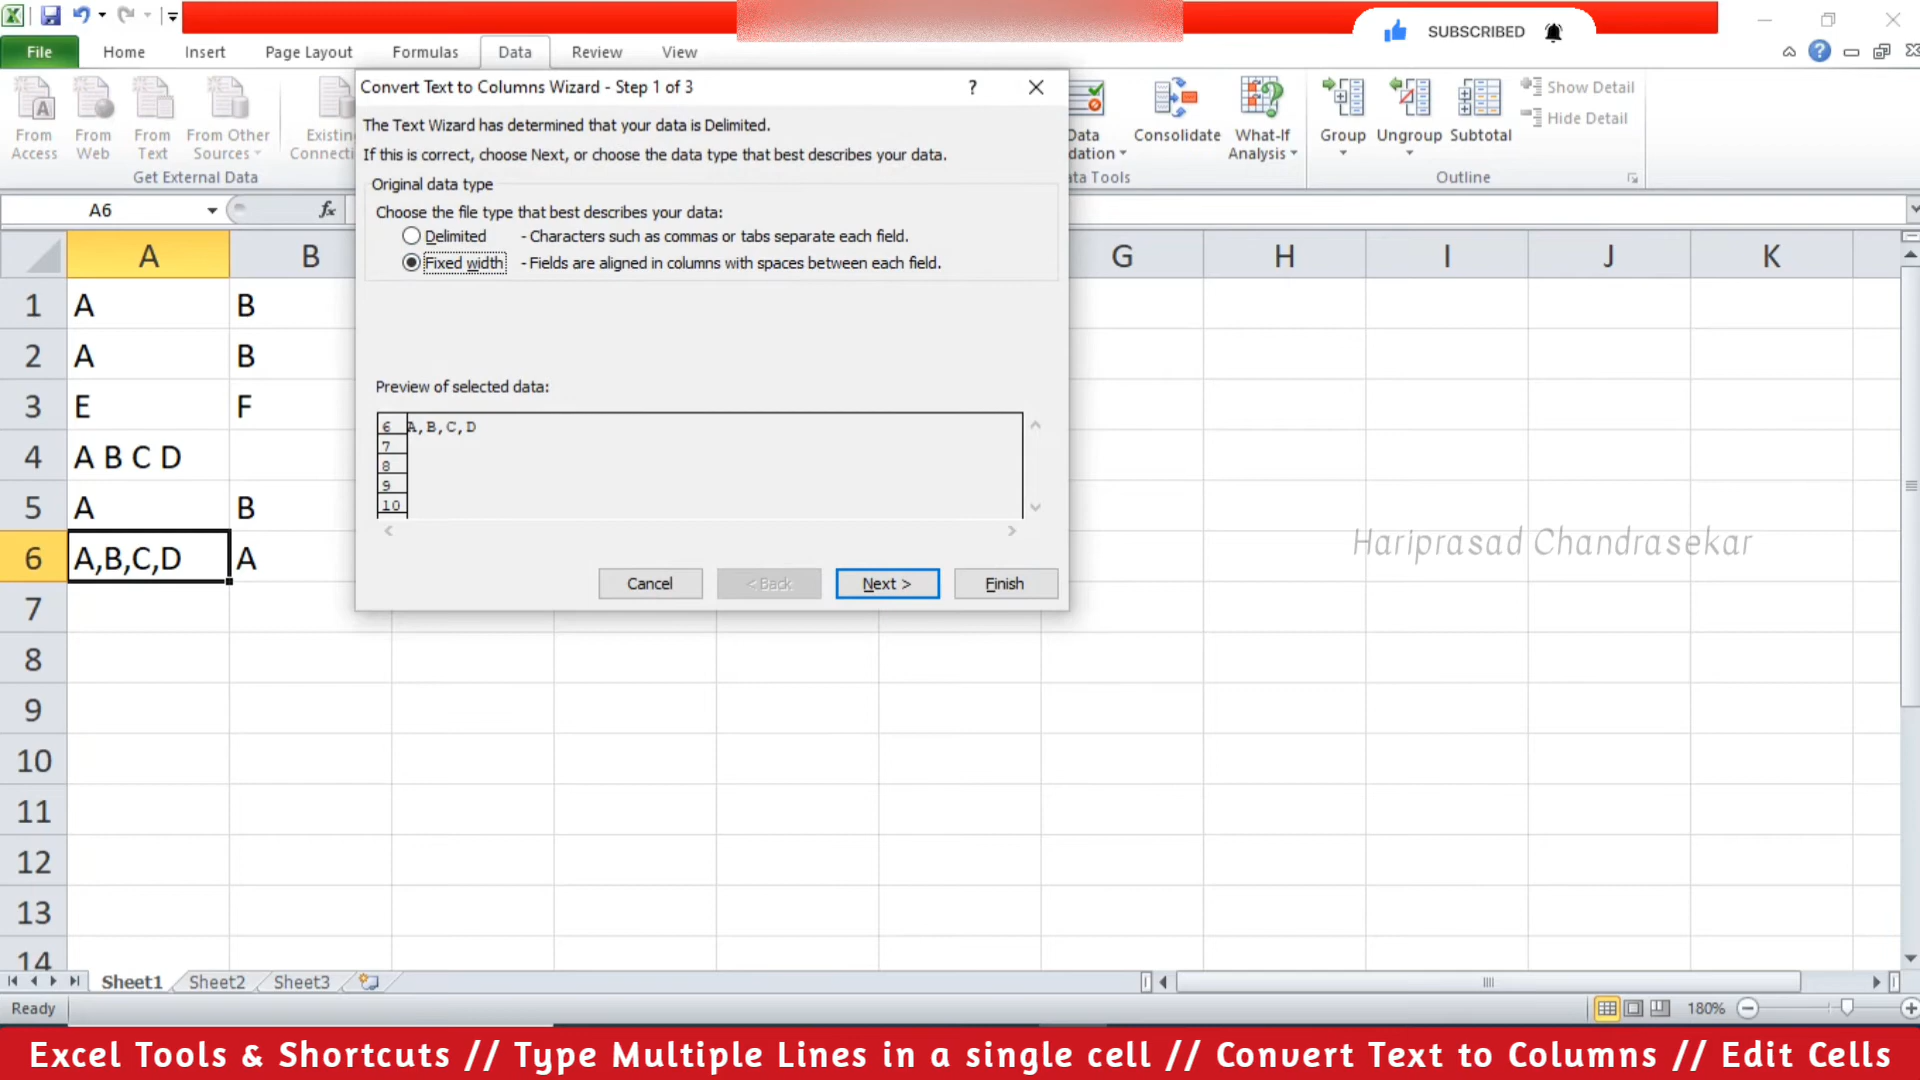 SUBSCRIBED
File Home Insert Page Layout Formulas Data Review View
Convert Text to Columns Wizard - Step 1 of 3
The Text Wizard has determined that your data is Delimited.
If this is correct, choose Next, or choose the data type that best describes your data.
Original data type
Choose the file type that best describes your data:
Delimited - Characters such as commas or tabs separate each field.
Fixed width - Fields are aligned in columns with spaces between each field.
Preview of selected data:
6 A,B,C,D
7
8
9
10
Cancel < Back Next > Finish
From Access
From Web
From Text
From Other Sources
Get External Data
Consolidate
What-If Analysis
Group
Ungroup
Subtotal
Show Detail
Hide Detail
Outline
Data
A6 fx
A B G H I J K
1 A B
2 A B
3 E F
4 A B C D
5 A B
6 A,B,C,D A
7
8
9
10
11
12
13
14
Hariprasad Chandrasekar
Sheet1 Sheet2 Sheet3
Ready 180%
Excel Tools & Shortcuts // Type Multiple Lines in a single cell // Convert Text to Columns // Edit Cells